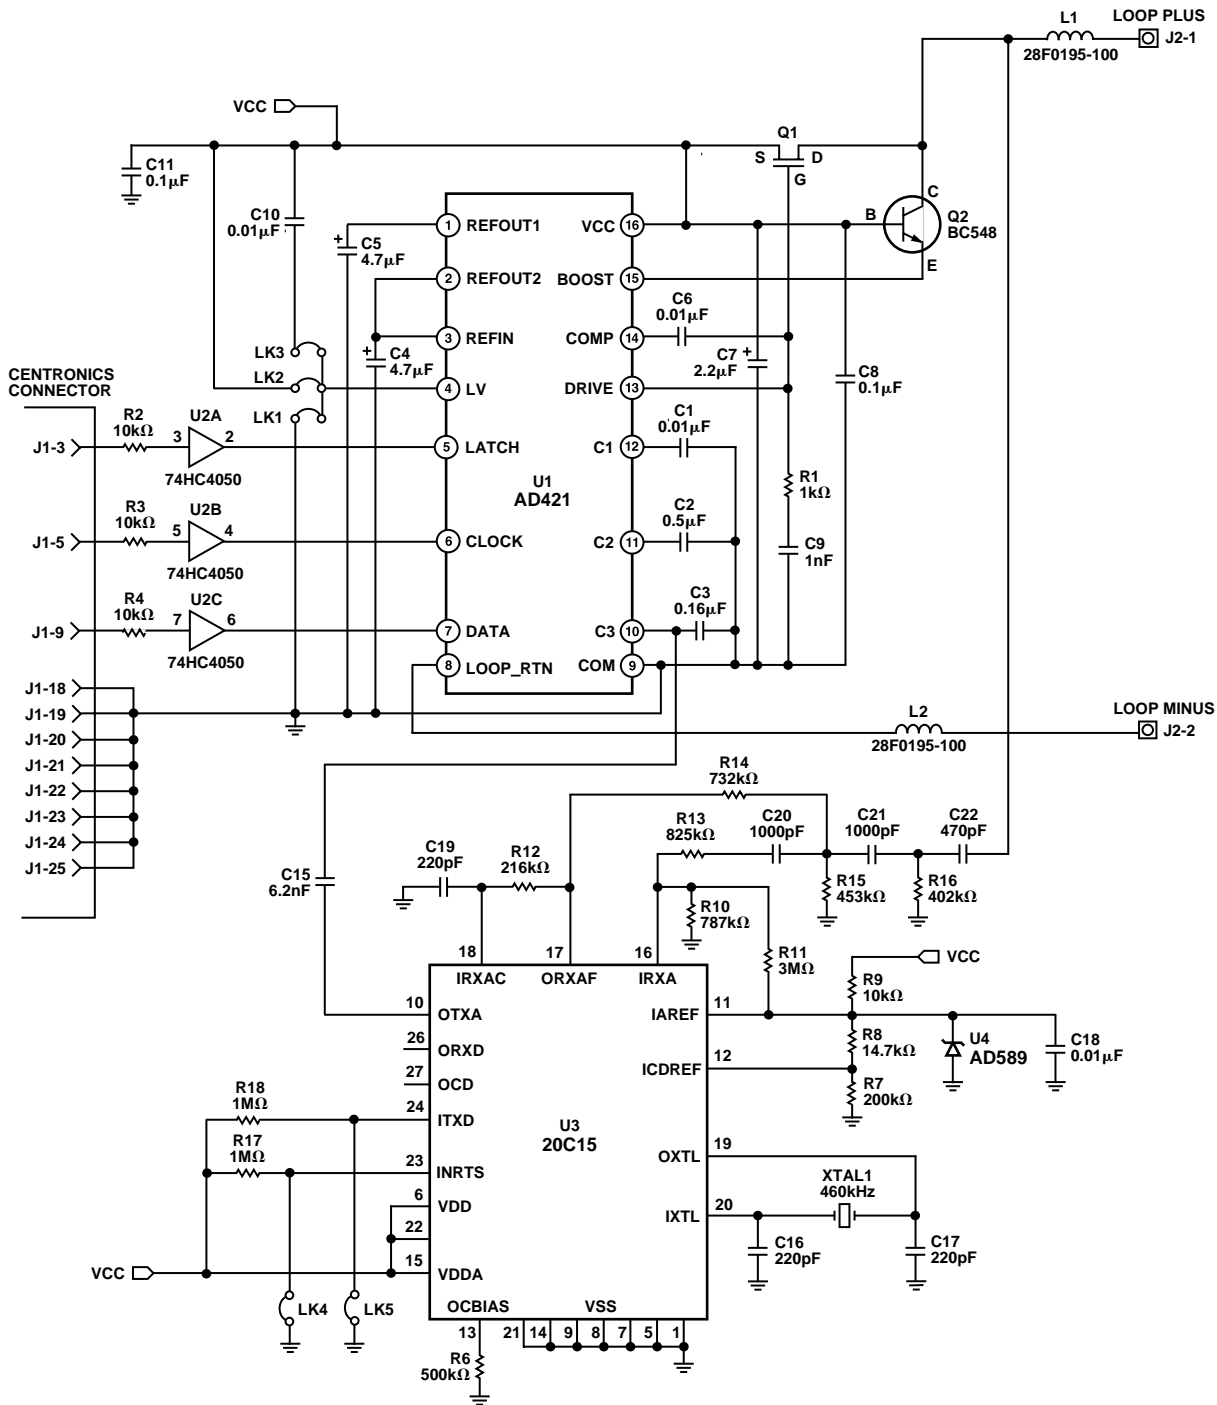 L1
LOOP PLUS
J2-1
28F0195-100
VCC
Q1
S
D
G
C11
0.1μF
C10
0.01μF
C
B
Q2
BC548
E
1
REFOUT1
VCC
16
C5
4.7μF
2
REFOUT2
BOOST
15
C6
0.01μF
3
REFIN
COMP
14
C4
4.7μF
C7
2.2μF
C8
0.1μF
LK3
LK2
LK1
4
LV
DRIVE
13
CENTRONICS
CONNECTOR
J1-3
R2
10kΩ
3
U2A
2
74HC4050
5
LATCH
C1
12
C1
0.01μF
U1
AD421
R1
1kΩ
J1-5
R3
10kΩ
5
U2B
4
74HC4050
6
CLOCK
C2
11
C2
0.5μF
C9
1nF
J1-9
R4
10kΩ
7
U2C
6
74HC4050
7
DATA
C3
10
C3
0.16μF
8
LOOP_RTN
COM
9
J1-18
J1-19
J1-20
J1-21
J1-22
J1-23
J1-24
J1-25
L2
28F0195-100
LOOP MINUS
J2-2
R14
732kΩ
R13
825kΩ
C20
1000pF
C21
1000pF
C22
470pF
C19
220pF
R12
216kΩ
C15
6.2nF
R15
453kΩ
R16
402kΩ
R10
787kΩ
R11
3MΩ
18
17
16
IRXAC
ORXAF
IRXA
VCC
R9
10kΩ
10
OTXA
IAREF
11
R8
14.7kΩ
U4
AD589
C18
0.01μF
26
ORXD
27
OCD
ICDREF
12
R7
200kΩ
R18
1MΩ
24
ITXD
U3
20C15
R17
1MΩ
23
INRTS
OXTL
19
XTAL1
460kHz
6
VDD
22
IXTL
20
C16
220pF
C17
220pF
VCC
15
VDDA
LK4
LK5
OCBIAS
VSS
13
21
14
9
8
7
5
1
R6
500kΩ